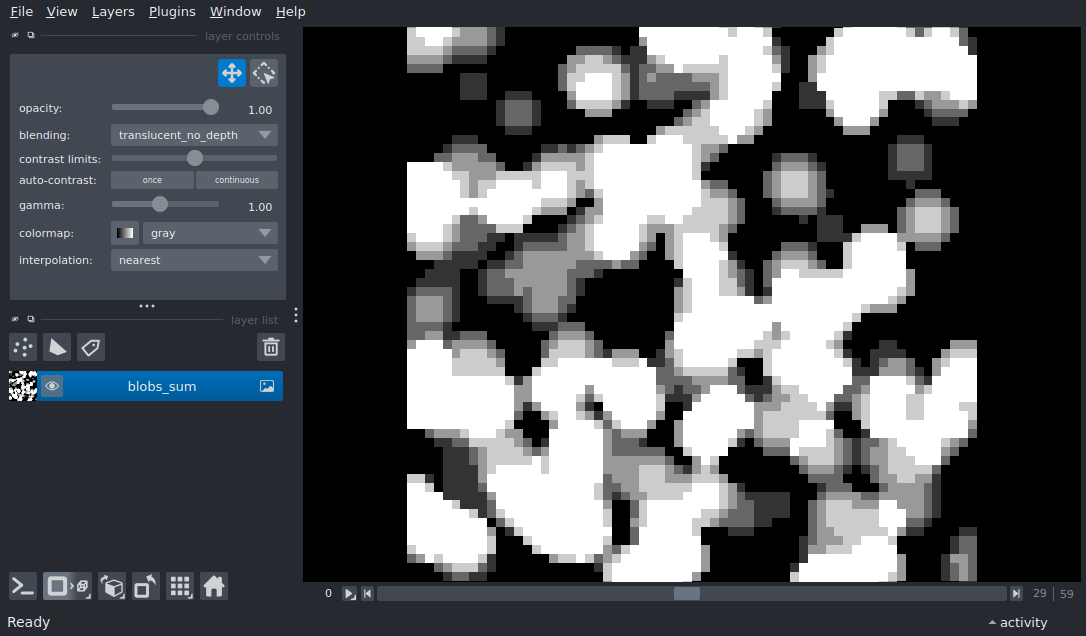 File View Layers Plugins Window Help
layer controls
opacity: 1.00
blending: translucent_no_depth
contrast limits:
auto-contrast: once continuous
gamma: 1.00
colormap: gray
interpolation: nearest
layer list
blobs_sum
0 29 59
Ready activity